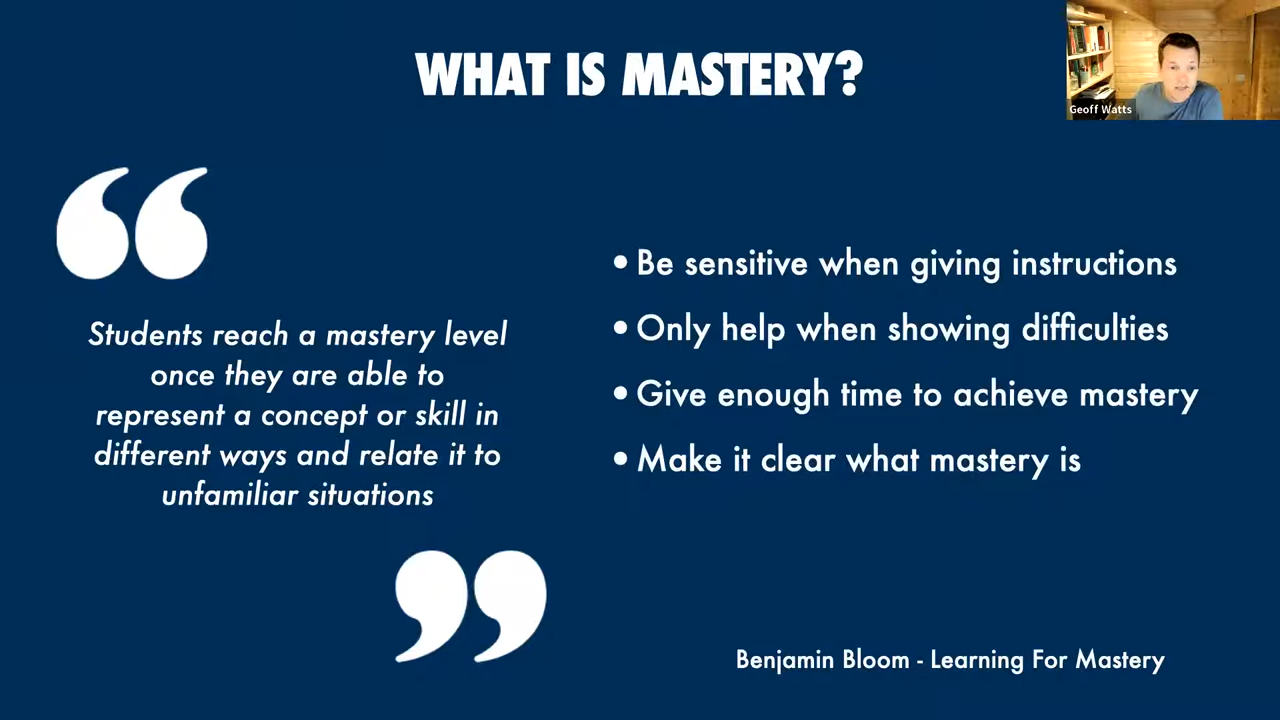 WHAT IS MASTERY?
Geoff Watts
“
Students reach a mastery level
once they are able to
represent a concept or skill in
different ways and relate it to
unfamiliar situations
”
• Be sensitive when giving instructions
• Only help when showing difficulties
• Give enough time to achieve mastery
• Make it clear what mastery is
Benjamin Bloom - Learning For Mastery